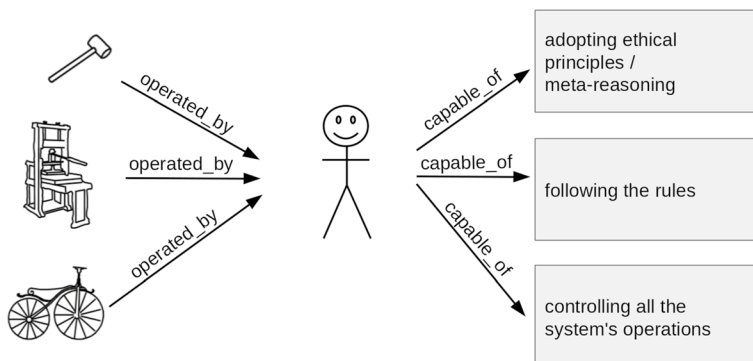 operated_by
operated_by
operated_by
capable_of
capable_of
capable_of
adopting ethical
principles /
meta-reasoning
following the rules
controlling all the
system's operations